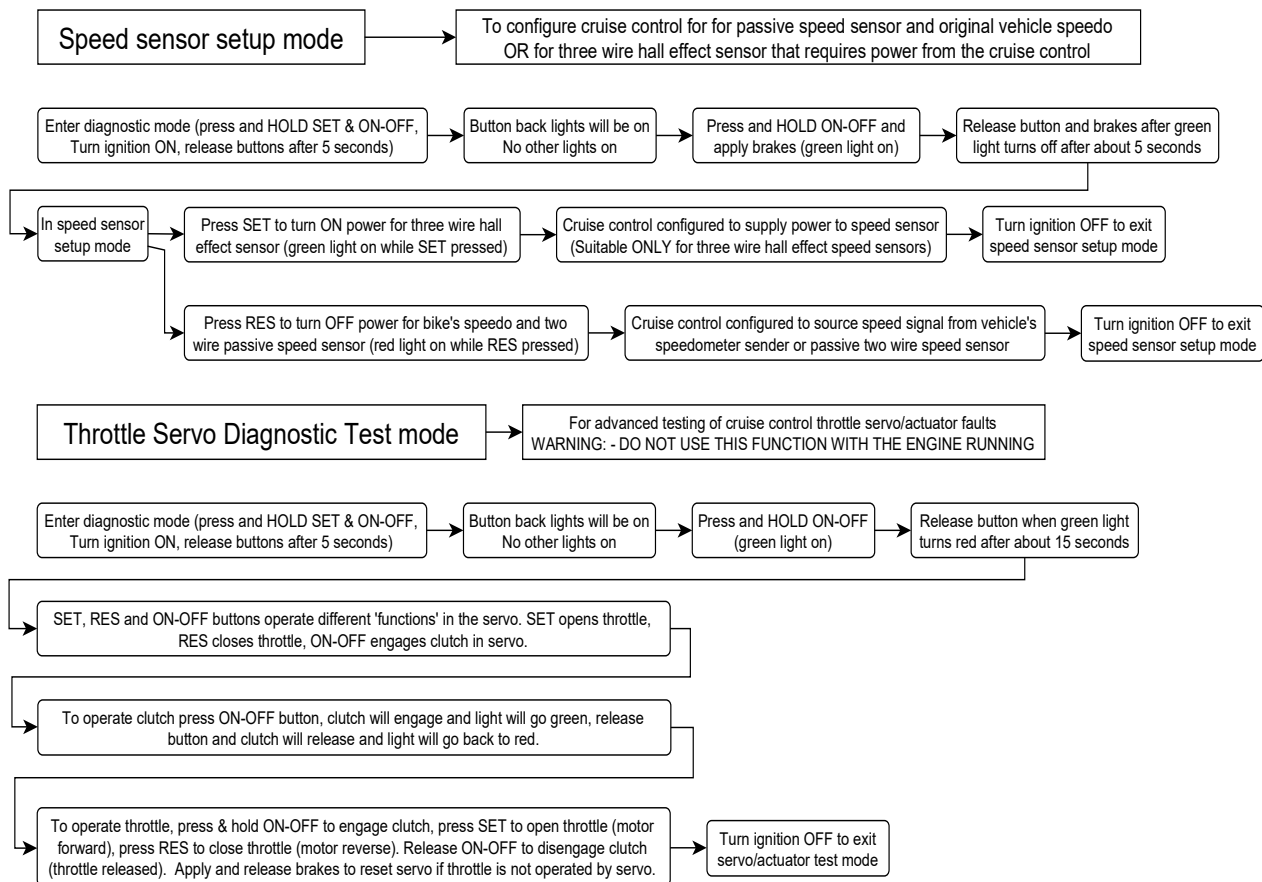 Speed sensor setup mode
To configure cruise control for for passive speed sensor and original vehicle speedo
OR for three wire hall effect sensor that requires power from the cruise control
Enter diagnostic mode (press and HOLD SET & ON-OFF,
Turn ignition ON, release buttons after 5 seconds)
Button back lights will be on
No other lights on
Press and HOLD ON-OFF and
apply brakes (green light on)
Release button and brakes after green
light turns off after about 5 seconds
In speed sensor
setup mode
Press SET to turn ON power for three wire hall
effect sensor (green light on while SET pressed)
Cruise control configured to supply power to speed sensor
(Suitable ONLY for three wire hall effect speed sensors)
Turn ignition OFF to exit
speed sensor setup mode
Press RES to turn OFF power for bike's speedo and two
wire passive speed sensor (red light on while RES pressed)
Cruise control configured to source speed signal from vehicle's
speedometer sender or passive two wire speed sensor
Turn ignition OFF to exit
speed sensor setup mode
Throttle Servo Diagnostic Test mode
For advanced testing of cruise control throttle servo/actuator faults
WARNING: - DO NOT USE THIS FUNCTION WITH THE ENGINE RUNNING
Enter diagnostic mode (press and HOLD SET & ON-OFF,
Turn ignition ON, release buttons after 5 seconds)
Button back lights will be on
No other lights on
Press and HOLD ON-OFF
(green light on)
Release button when green light
turns red after about 15 seconds
SET, RES and ON-OFF buttons operate different 'functions' in the servo. SET opens throttle,
RES closes throttle, ON-OFF engages clutch in servo.
To operate clutch press ON-OFF button, clutch will engage and light will go green, release
button and clutch will release and light will go back to red.
To operate throttle, press & hold ON-OFF to engage clutch, press SET to open throttle (motor
forward), press RES to close throttle (motor reverse). Release ON-OFF to disengage clutch
(throttle released). Apply and release brakes to reset servo if throttle is not operated by servo.
Turn ignition OFF to exit
servo/actuator test mode